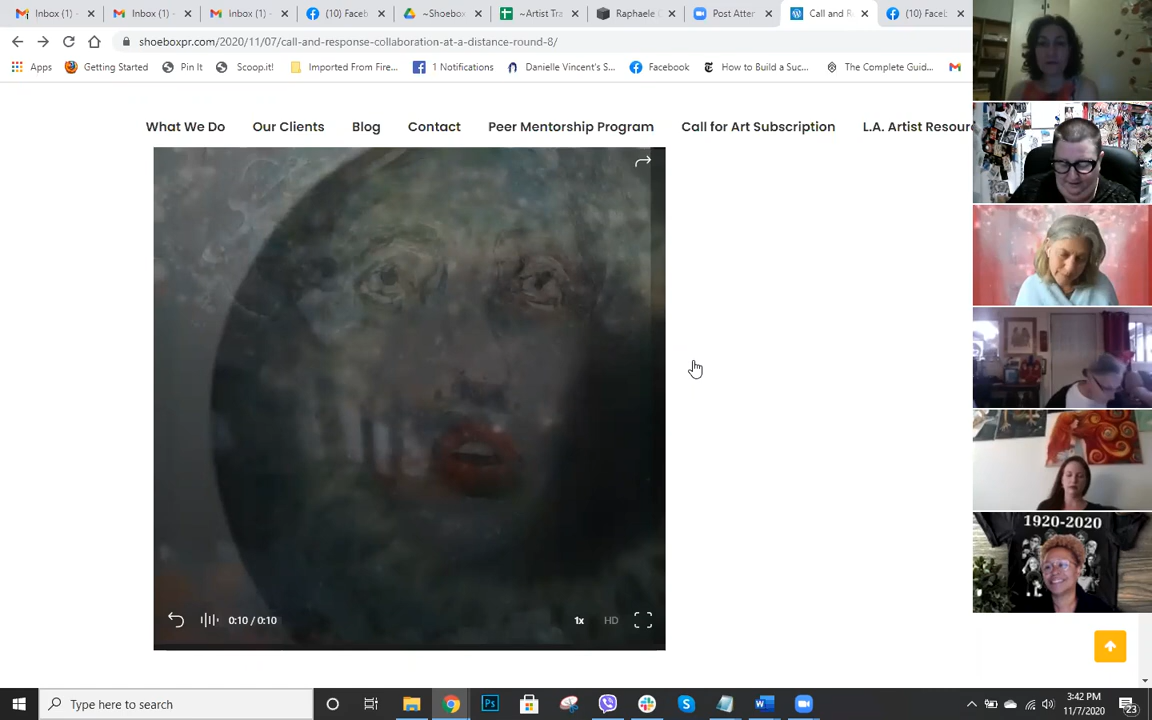 Inbox (1) -
Inbox (1) -
Inbox (1) -
(10) Faceb
~Shoebox
~Artist Tra
Raphaele
Post Atter
Call and R
(10) Faceb
shoeboxpr.com/2020/11/07/call-and-response-collaboration-at-a-distance-round-8/
Apps
Getting Started
Pin It
Scoop.it!
Imported From Fire...
1 Notifications
Danielle Vincent's S...
Facebook
How to Build a Suc...
The Complete Guid...
What We Do
Our Clients
Blog
Contact
Peer Mentorship Program
Call for Art Subscription
L.A. Artist Resour
0:10 / 0:10
1x
HD
1920-2020
Type here to search
Ps
3:42 PM
11/7/2020
23